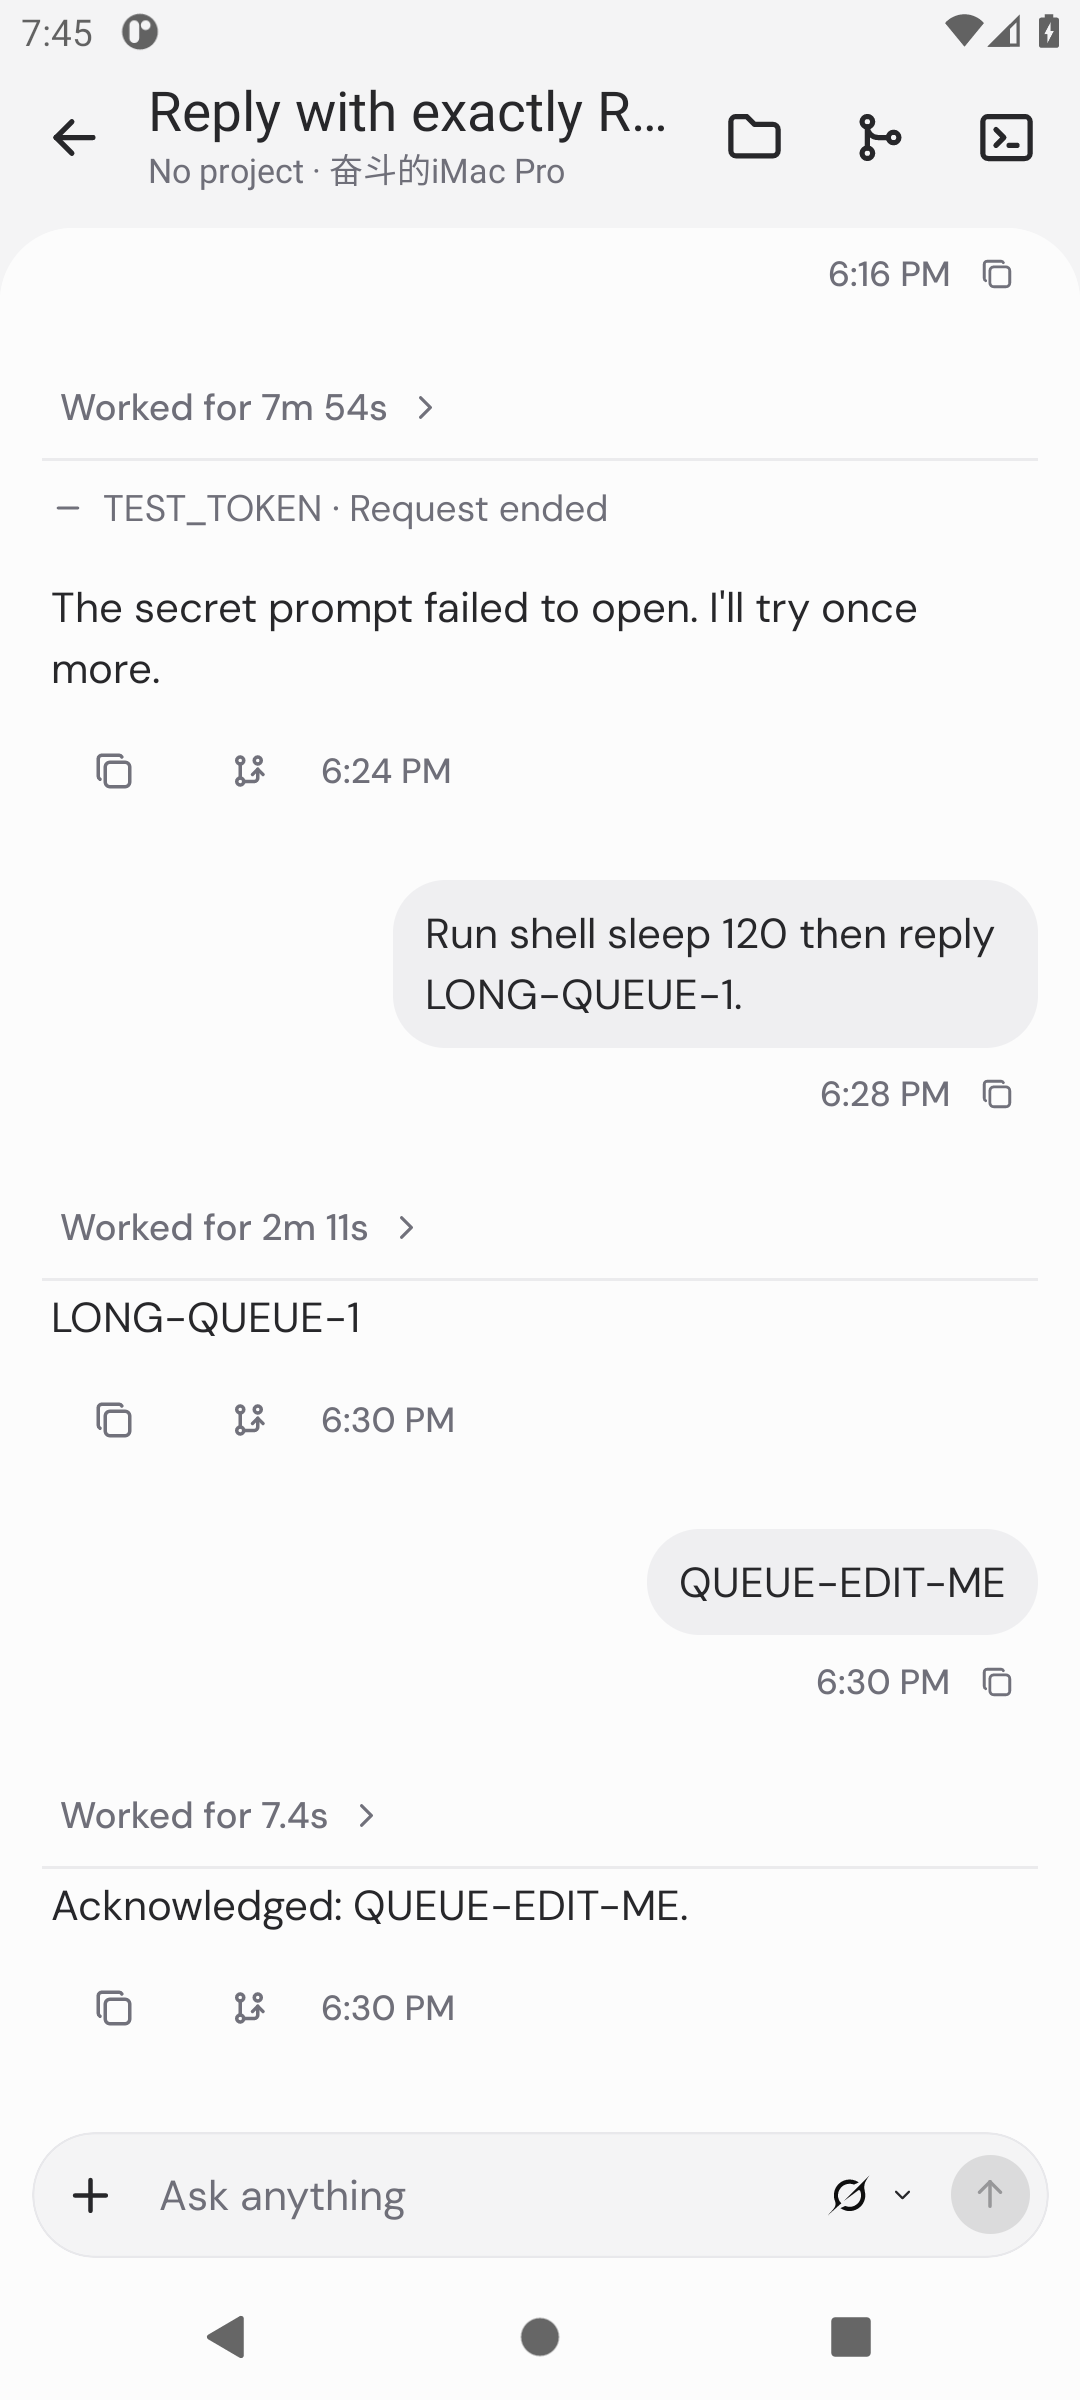 7:45
Reply with exactly R...
No project · 奋斗的iMac Pro
6:16 PM
Worked for 7m 54s
TEST_TOKEN · Request ended
The secret prompt failed to open. I'll try once
more.
6:24 PM
Run shell sleep 120 then reply
LONG-QUEUE-1.
6:28 PM
Worked for 2m 11s
LONG-QUEUE-1
6:30 PM
QUEUE-EDIT-ME
6:30 PM
Worked for 7.4s
Acknowledged: QUEUE-EDIT-ME.
6:30 PM
Ask anything